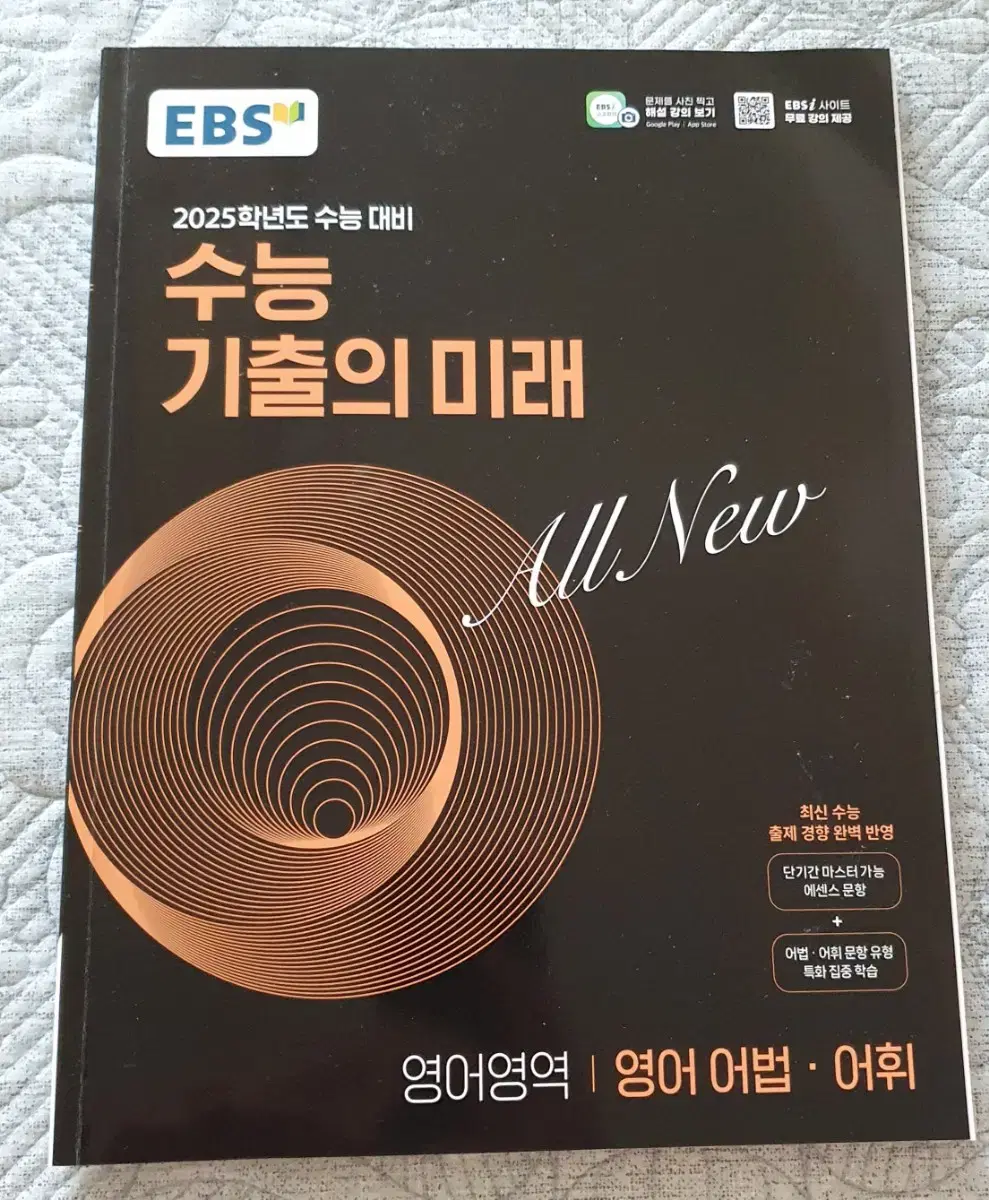 EBS
문제를 사진 찍고
해설 강의 보기
Google Play | App Store
EBSi 사이트
무료 강의 제공
2025학년도 수능 대비
수능
기출의 미래
All New
최신 수능
출제 경향 완벽 반영
단기간 마스터 가능
에센스 문항
+
어법·어휘 문항 유형
특화 집중 학습
영어영역 | 영어 어법·어휘